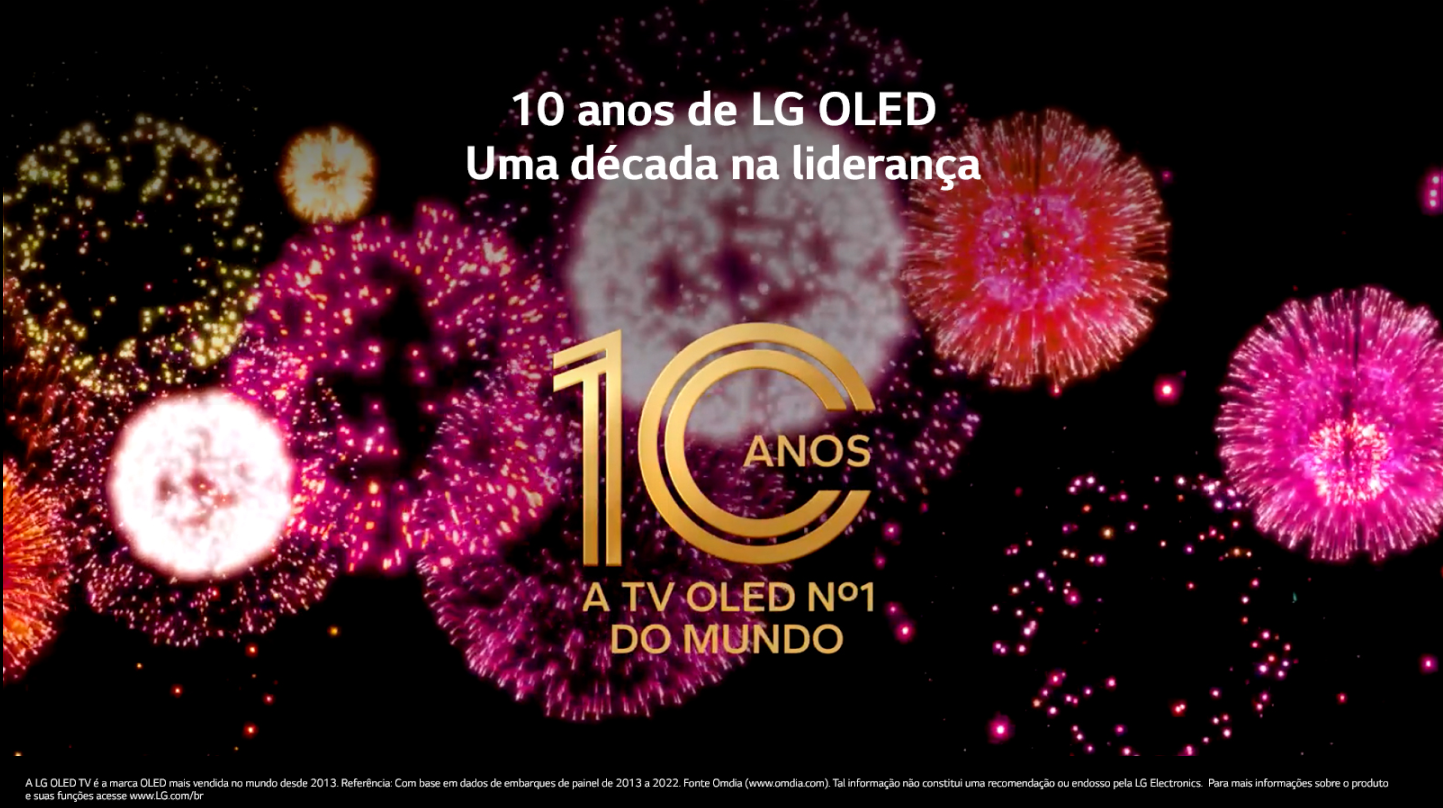 10 anos de LG OLED
Uma década na liderança
10
ANOS
A TV OLED Nº1
DO MUNDO
A LG OLED TV é a marca OLED mais vendida no mundo desde 2013. Referência: Com base em dados de embarques de painel de 2013 a 2022. Fonte Omdia (www.omdia.com). Tal informação não constitui uma recomendação ou endosso pela LG Electronics. Para mais informações sobre o produto
e suas funções acesse www.LG.com/br